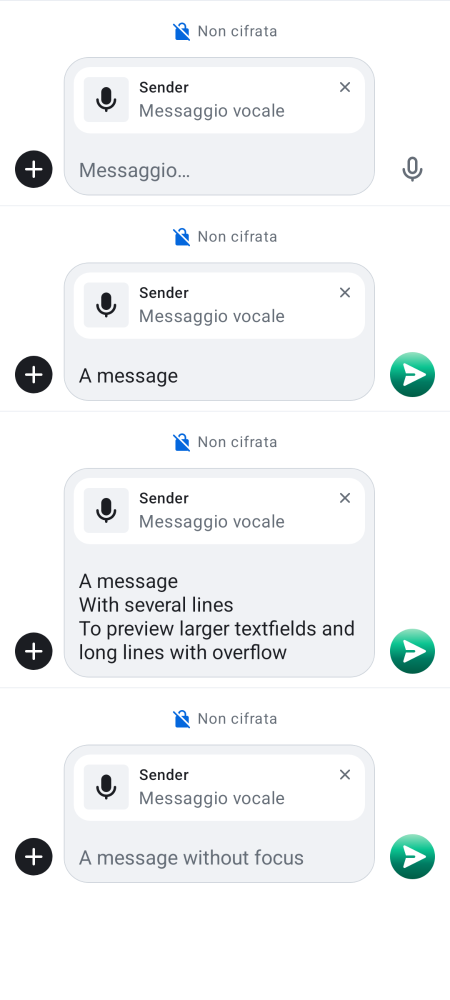 Non cifrata
Sender
Messaggio vocale
Messaggio…
Non cifrata
Sender
Messaggio vocale
A message
Non cifrata
Sender
Messaggio vocale
A message
With several lines
To preview larger textfields and
long lines with overflow
Non cifrata
Sender
Messaggio vocale
A message without focus